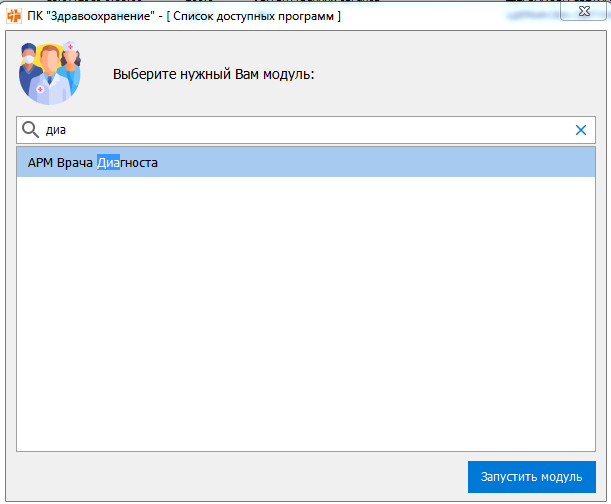 ПК "Здравоохранение" - [ Список доступных программ ]
Выберите нужный Вам модуль:
диа
АРМ Врача Диагноста
Запустить модуль